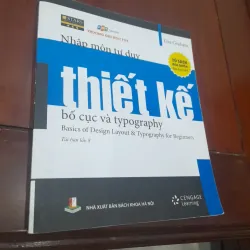 Nhập môn tư duy
thiết kế
bố cục và typography
Basics of Design Layout & Typography for Beginners
NHÀ XUẤT BẢN BÁCH KHOA HÀ NỘI
CENGAGE
Learning